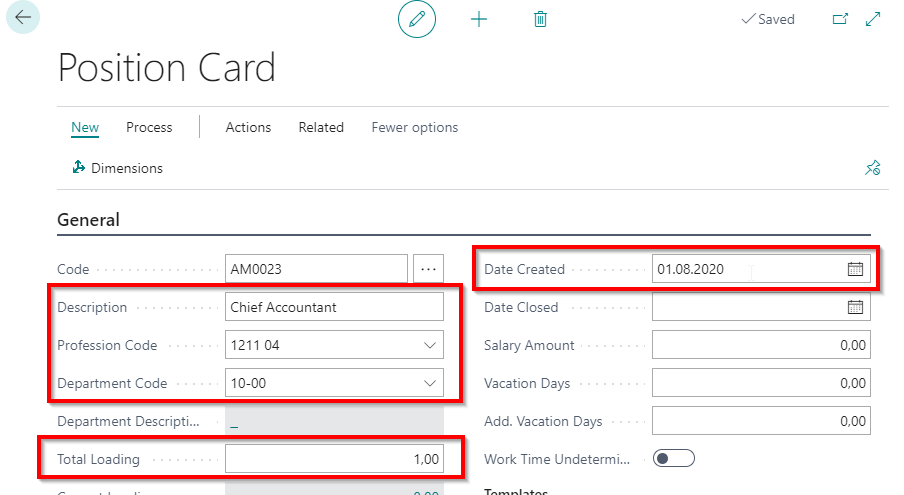 Saved
Position Card
New Process Actions Related Fewer options
Dimensions
General
Code AM0023 ...
Description Chief Accountant
Profession Code 1211 04
Department Code 10-00
Department Descripti... _
Total Loading 1,00
Date Created 01.08.2020
Date Closed
Salary Amount 0,00
Vacation Days 0,00
Add. Vacation Days 0,00
Work Time Undetermi...
Templates